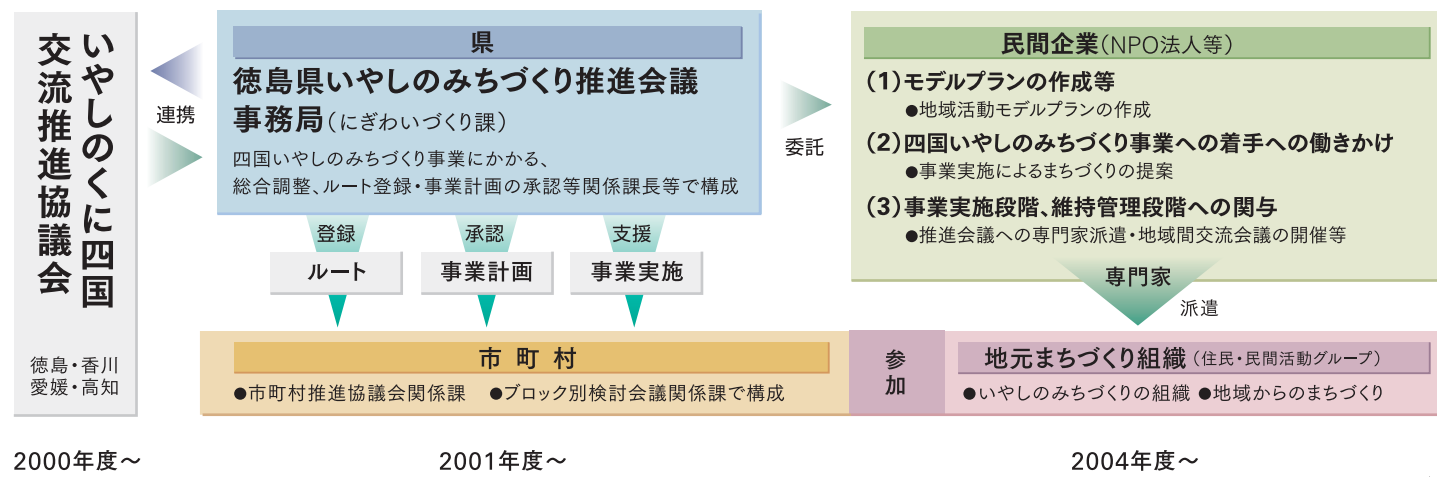 いやしのくに四国
交流推進協議会
徳島・香川
愛媛・高知
連携
県
徳島県いやしのみちづくり推進会議
事務局（にぎわいづくり課）
四国いやしのみちづくり事業にかかる、
総合調整、ルート登録・事業計画の承認等関係課長等で構成
委託
民間企業（NPO法人等）
（1）モデルプランの作成等
●地域活動モデルプランの作成
（2）四国いやしのみちづくり事業への着手への働きかけ
●事業実施によるまちづくりの提案
（3）事業実施段階、維持管理段階への関与
●推進会議への専門家派遣・地域間交流会議の開催等
登録
承認
支援
ルート
事業計画
事業実施
専門家
派遣
市町村
●市町村推進協議会関係課 ●ブロック別検討会議関係課で構成
参加
地元まちづくり組織（住民・民間活動グループ）
●いやしのみちづくりの組織 ●地域からのまちづくり
2000年度～
2001年度～
2004年度～